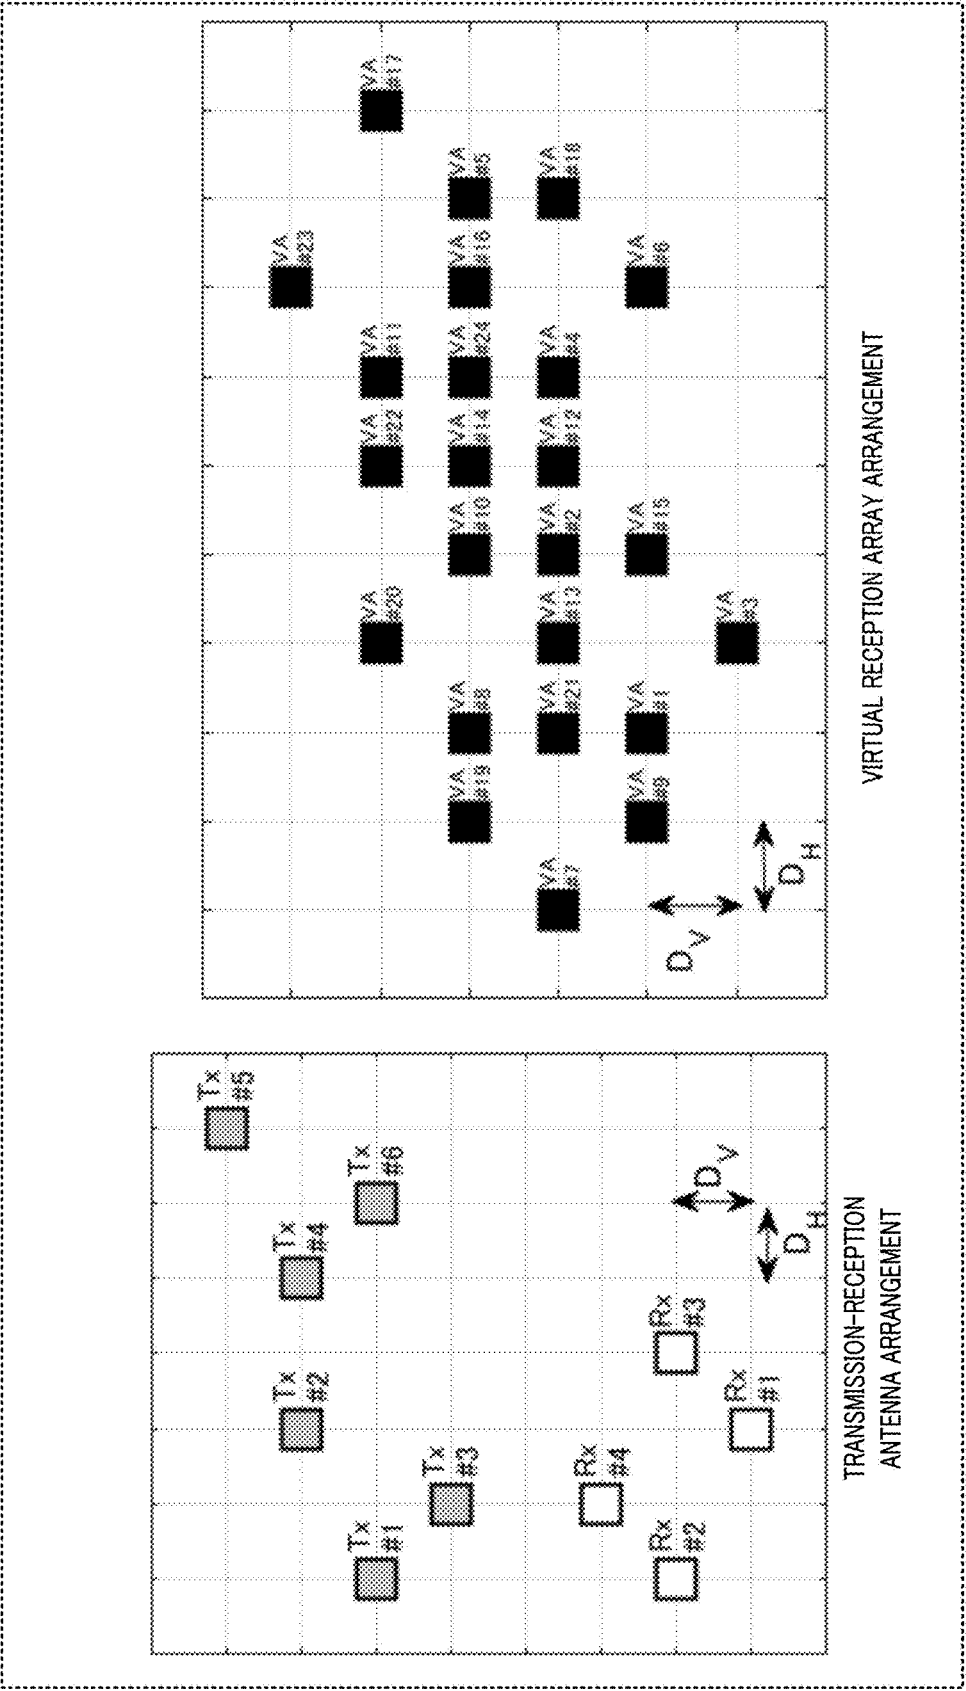 Tx
#5
Tx
#2
Tx
#4
Tx
#1
Tx
#6
Tx
#3
Rx
#4
Rx
#2
Rx
#3
Rx
#1
DV
DH
TRANSMISSION-RECEPTION
ANTENNA ARRANGEMENT
VA
#23
VA
#20
VA
#22
VA
#11
VA
#17
VA
#19
VA
#8
VA
#10
VA
#14
VA
#24
VA
#16
VA
#5
VA
#7
VA
#21
VA
#13
VA
#2
VA
#12
VA
#4
VA
#18
VA
#9
VA
#1
VA
#15
VA
#6
VA
#3
DV
DH
VIRTUAL RECEPTION ARRAY ARRANGEMENT